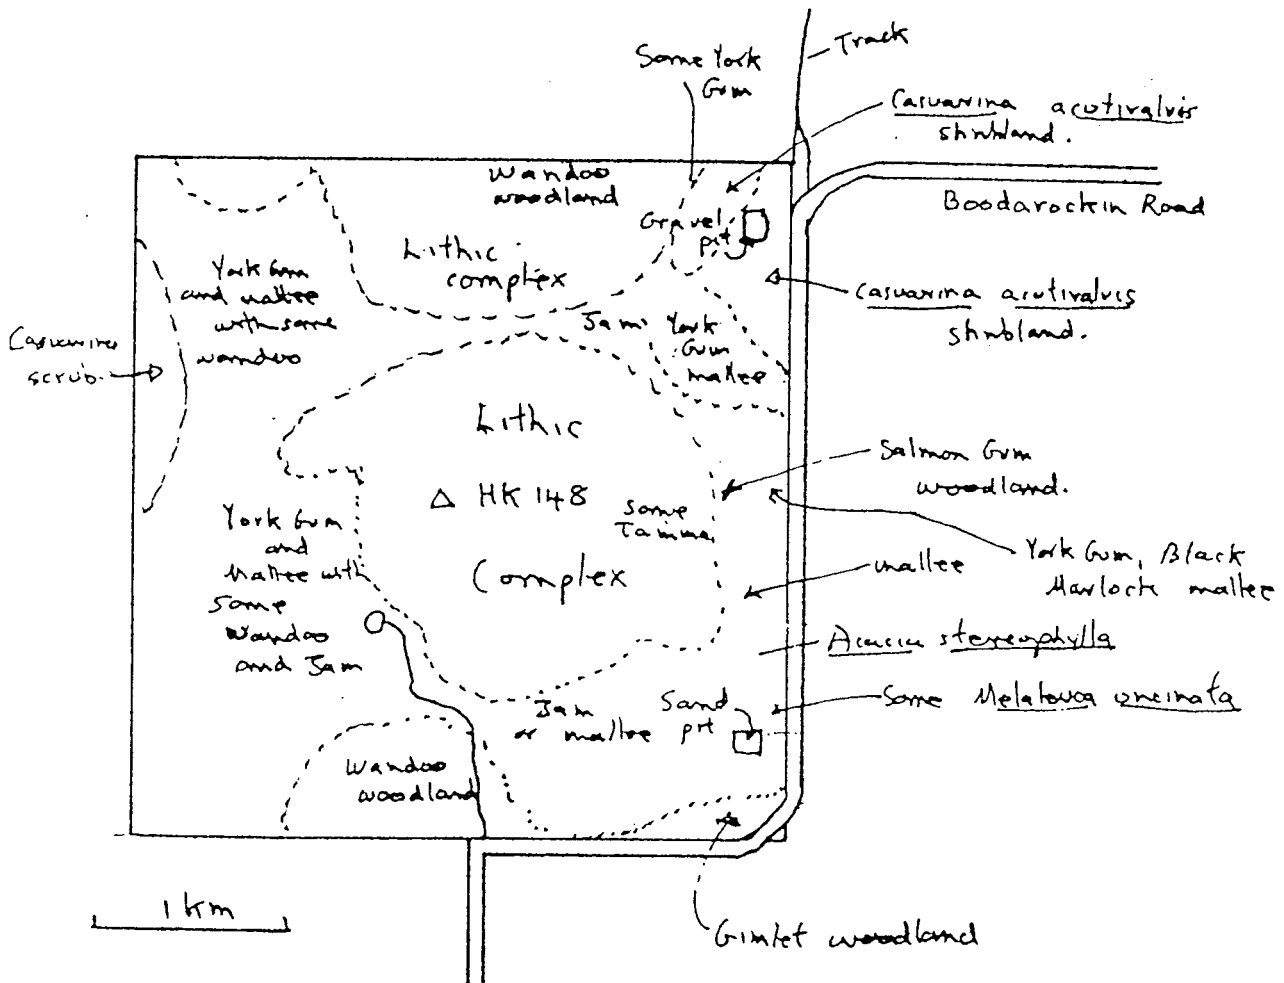 Track
Some York
Gum
Casuarina acutivalvis
shrubland.
Wandoo
woodland
Boodarockin Road
Gravel
pit
Lithic
complex
York Gum
and mallee
with some
wandoo
Casuarina acutivalvis
shrubland.
Casuarina
scrub.
Jam
York
Gum
mallee
Lithic
Salmon Gum
woodland.
△ HK 148
some
Tamma
York Gum
and
Mallee with
some
Wandoo
and Jam
York Gum, Black
Marlock mallee
Complex
mallee
Acacia stereophylla
Some Melaleuca uncinata
Jam
or mallee
Sand
pit
Wandoo
woodland
1 km
Gimlet woodland